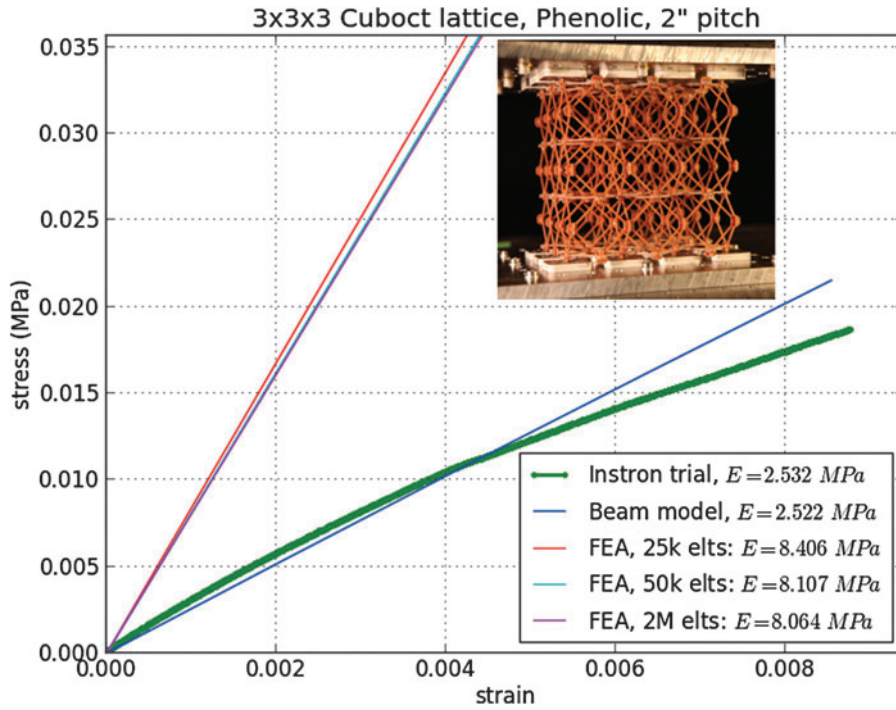 3x3x3 Cuboct lattice, Phenolic, 2" pitch
0.035
0.030
0.025
0.020
0.015
0.010
0.005
0.000
stress (MPa)
0.000 0.002 0.004 0.006 0.008
strain
Instron trial, E=2.532 MPa
Beam model, E=2.522 MPa
FEA, 25k elts: E=8.406 MPa
FEA, 50k elts: E=8.107 MPa
FEA, 2M elts: E=8.064 MPa